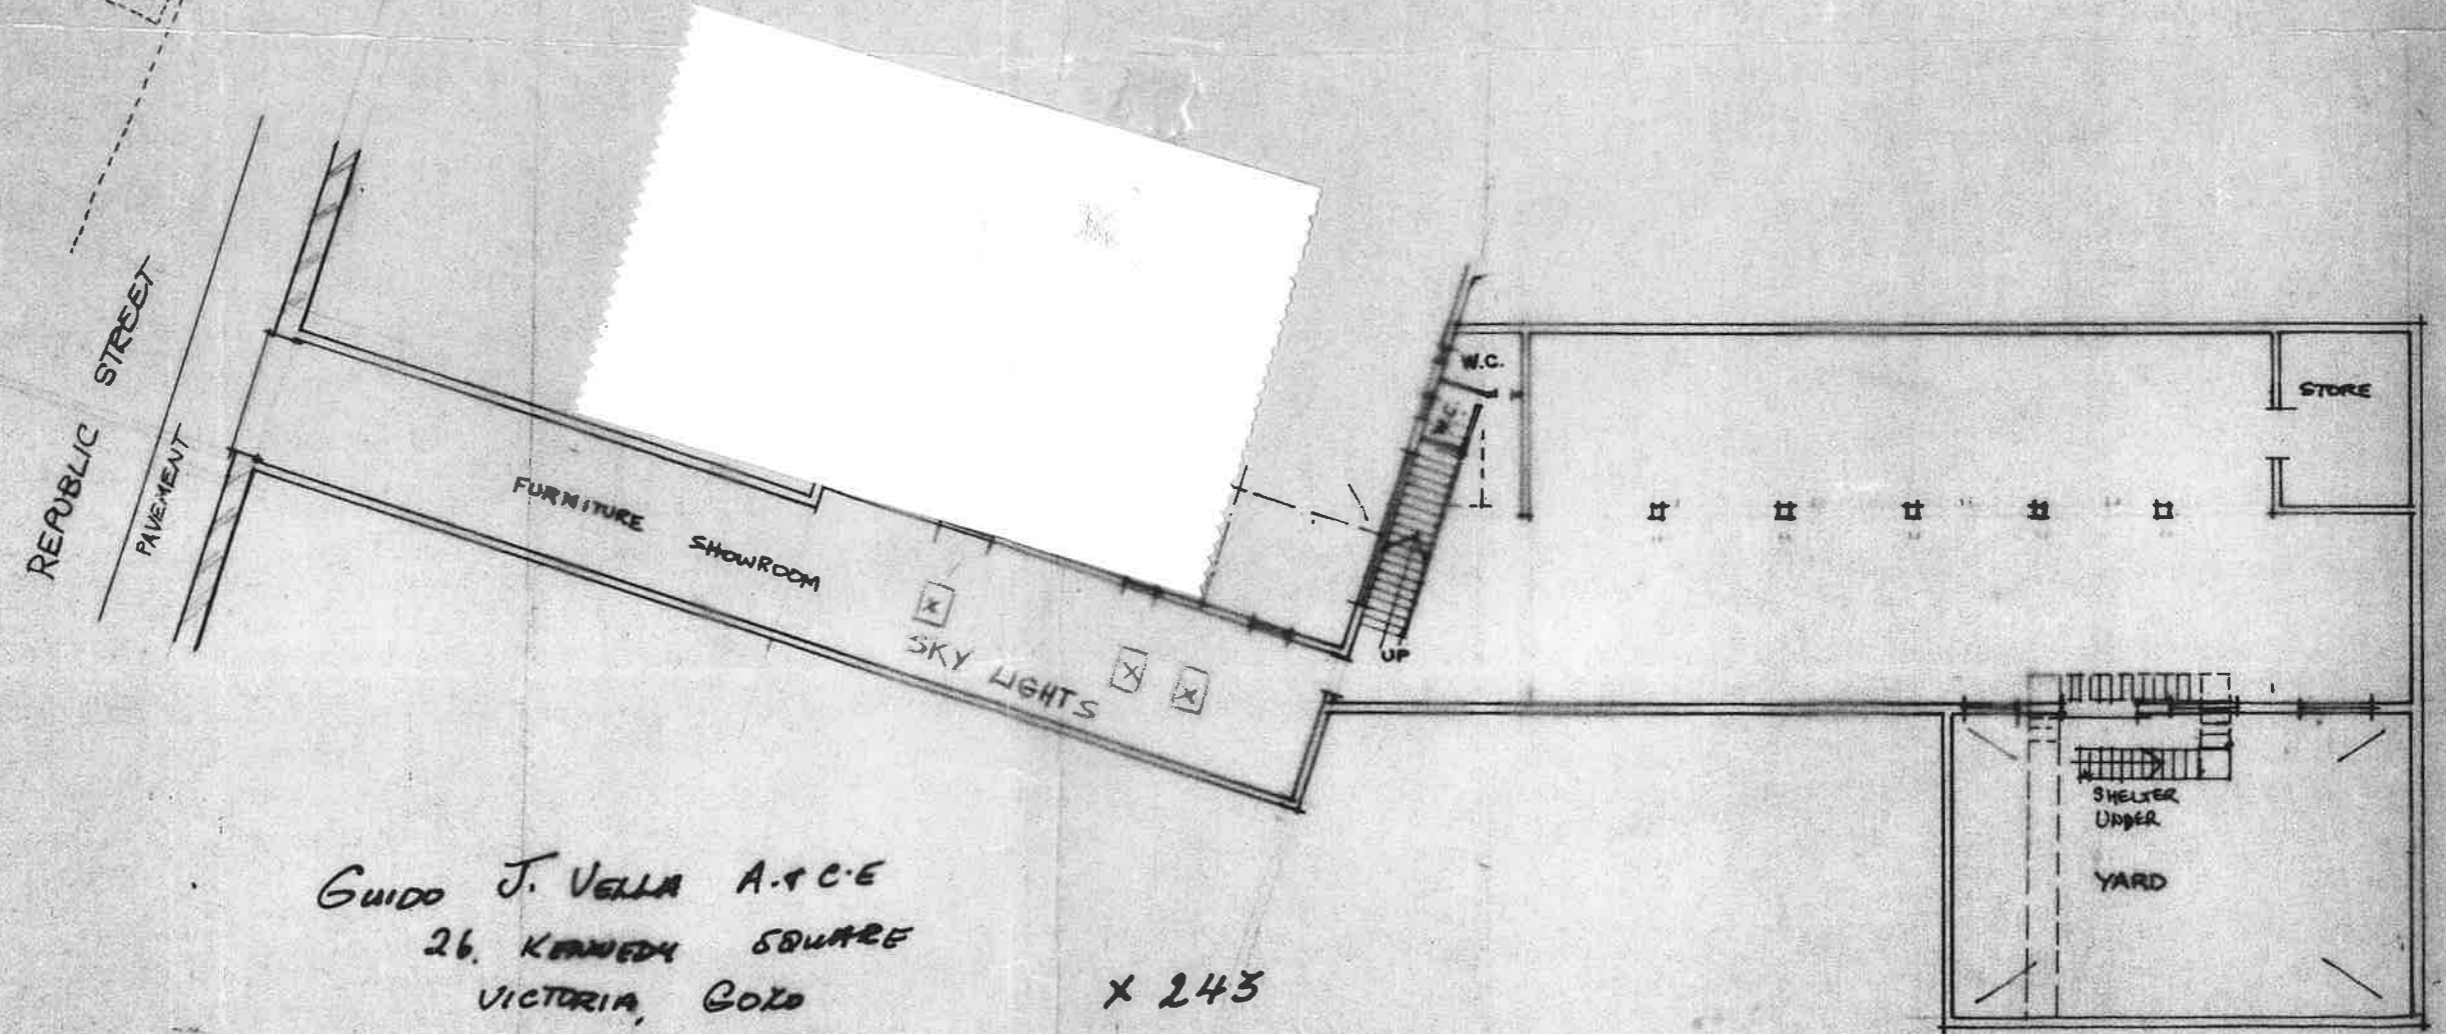 REPUBLIC STREET
PAVEMENT
FURNITURE SHOWROOM
SKY LIGHTS
W.C.
W.C.
UP
STORE
SHELTER
UNDER
YARD
GUIDO J. VELLA A.&C.E
26, KENNEDY SQUARE
VICTORIA, GOZO
X 243